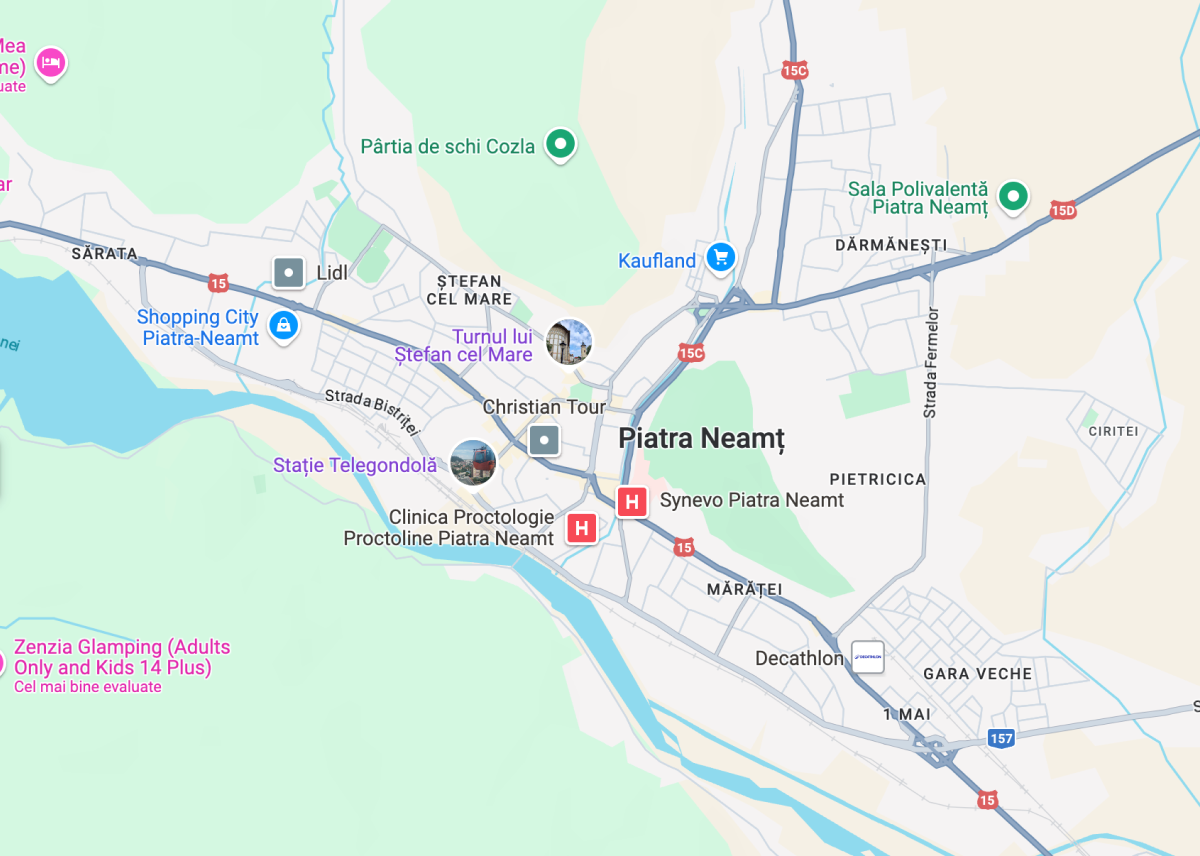 Mea
me)
uate
15C
Pârtia de schi Cozla
ar
Sala Polivalentă
Piatra Neamț
15D
SĂRATA
DĂRMĂNEȘTI
Kaufland
Lidl
15
ȘTEFAN
CEL MARE
Shopping City
Piatra-Neamt
nei
Turnul lui
Ștefan cel Mare
15C
Strada Fermelor
Strada Bistriței
Christian Tour
Piatra Neamț
CIRITEI
Stație Telegondolă
PIETRICICA
Synevo Piatra Neamt
H
Clinica Proctologie
Proctoline Piatra Neamt
H
15
MĂRĂȚEI
Zenzia Glamping (Adults
Only and Kids 14 Plus)
Cel mai bine evaluate
Decathlon
DECATHLON
GARA VECHE
1 MAI
S
157
15